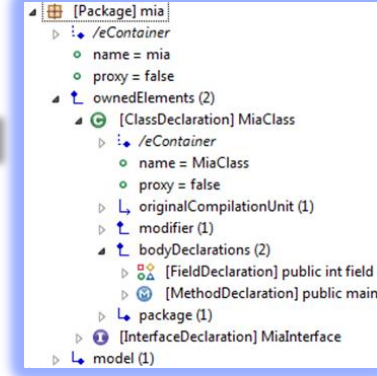 [Package] mia
/eContainer
name = mia
proxy = false
ownedElements (2)
[ClassDeclaration] MiaClass
/eContainer
name = MiaClass
proxy = false
originalCompilationUnit (1)
modifier (1)
bodyDeclarations (2)
[FieldDeclaration] public int field
[MethodDeclaration] public main
package (1)
[InterfaceDeclaration] MiaInterface
model (1)